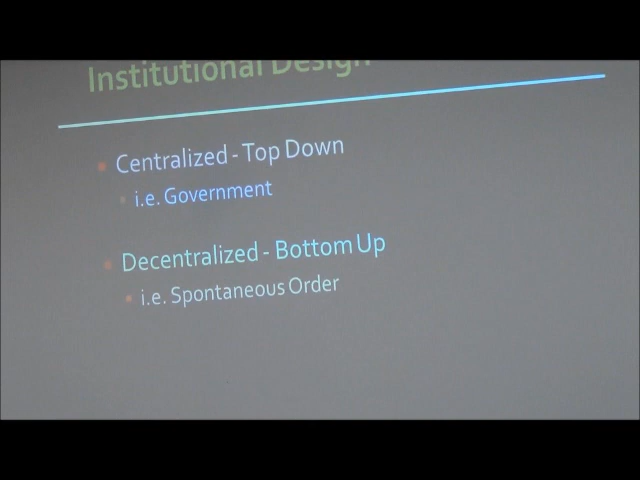 Institutional Design
Centralized - Top Down
i.e. Government
Decentralized - Bottom Up
i.e. Spontaneous Order